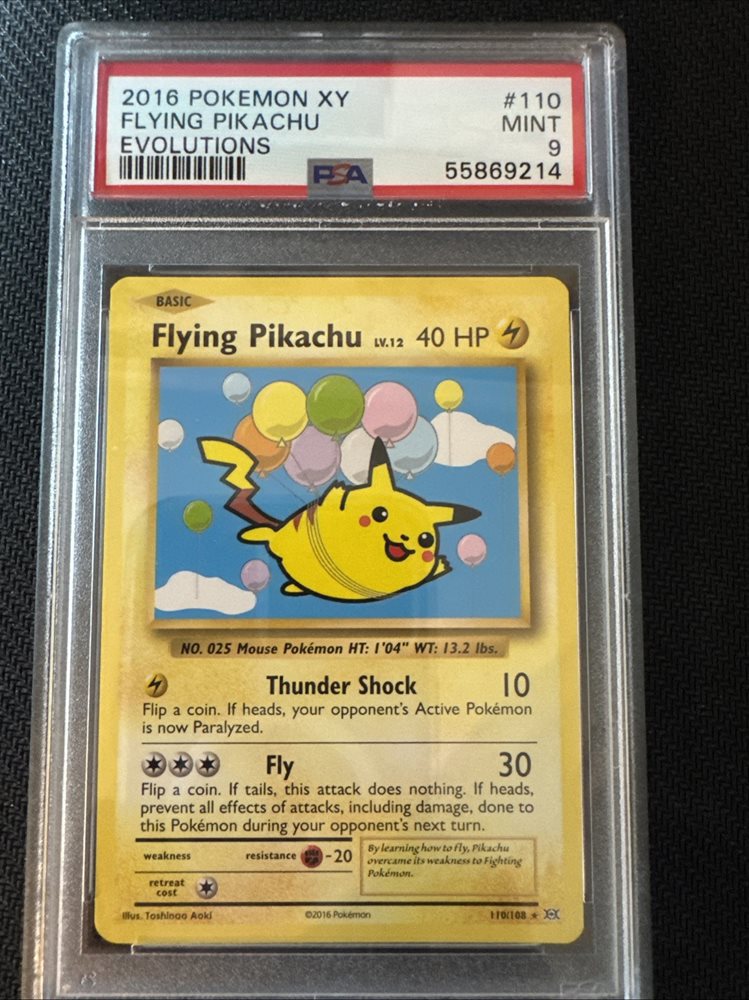 2016 POKEMON XY #110
FLYING PIKACHU MINT
EVOLUTIONS 9
PSA 55869214
BASIC
Flying Pikachu LV.12 40 HP
NO. 025 Mouse Pokémon HT: 1'04" WT: 13.2 lbs.
Thunder Shock 10
Flip a coin. If heads, your opponent's Active Pokémon
is now Paralyzed.
Fly 30
Flip a coin. If tails, this attack does nothing. If heads,
prevent all effects of attacks, including damage, done to
this Pokémon during your opponent's next turn.
weakness resistance -20
By learning how to fly, Pikachu
overcame its weakness to Fighting
Pokémon.
retreat
cost
Illus. Toshinao Aoki ©2016 Pokémon 110/108 ★